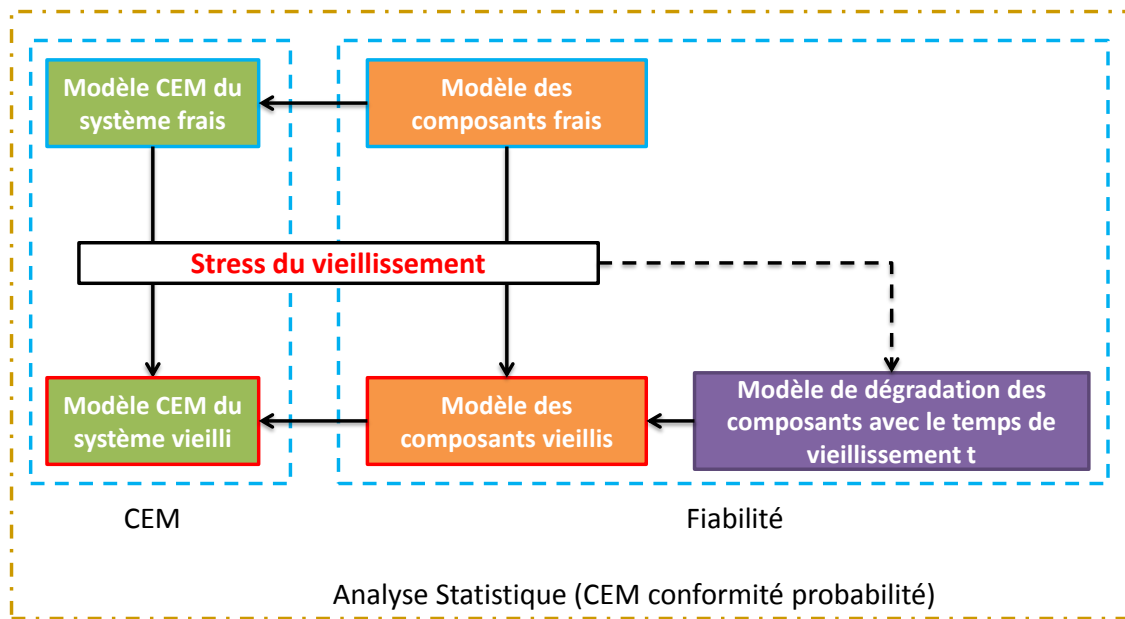 Modèle CEM du
système frais
Modèle des
composants frais
Stress du vieillissement
Modèle CEM du
système vieilli
Modèle des
composants vieillis
Modèle de dégradation des
composants avec le temps de
vieillissement t
CEM
Fiabilité
Analyse Statistique (CEM conformité probabilité)